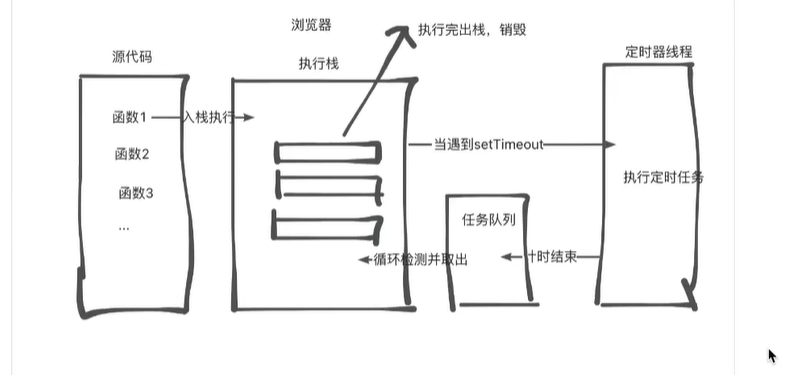 浏览器
执行完出栈，销毁
源代码
执行栈
定时器线程
函数1
入栈执行
函数2
函数3
...
当遇到setTimeout
执行定时任务
任务队列
循环检测并取出
计时结束